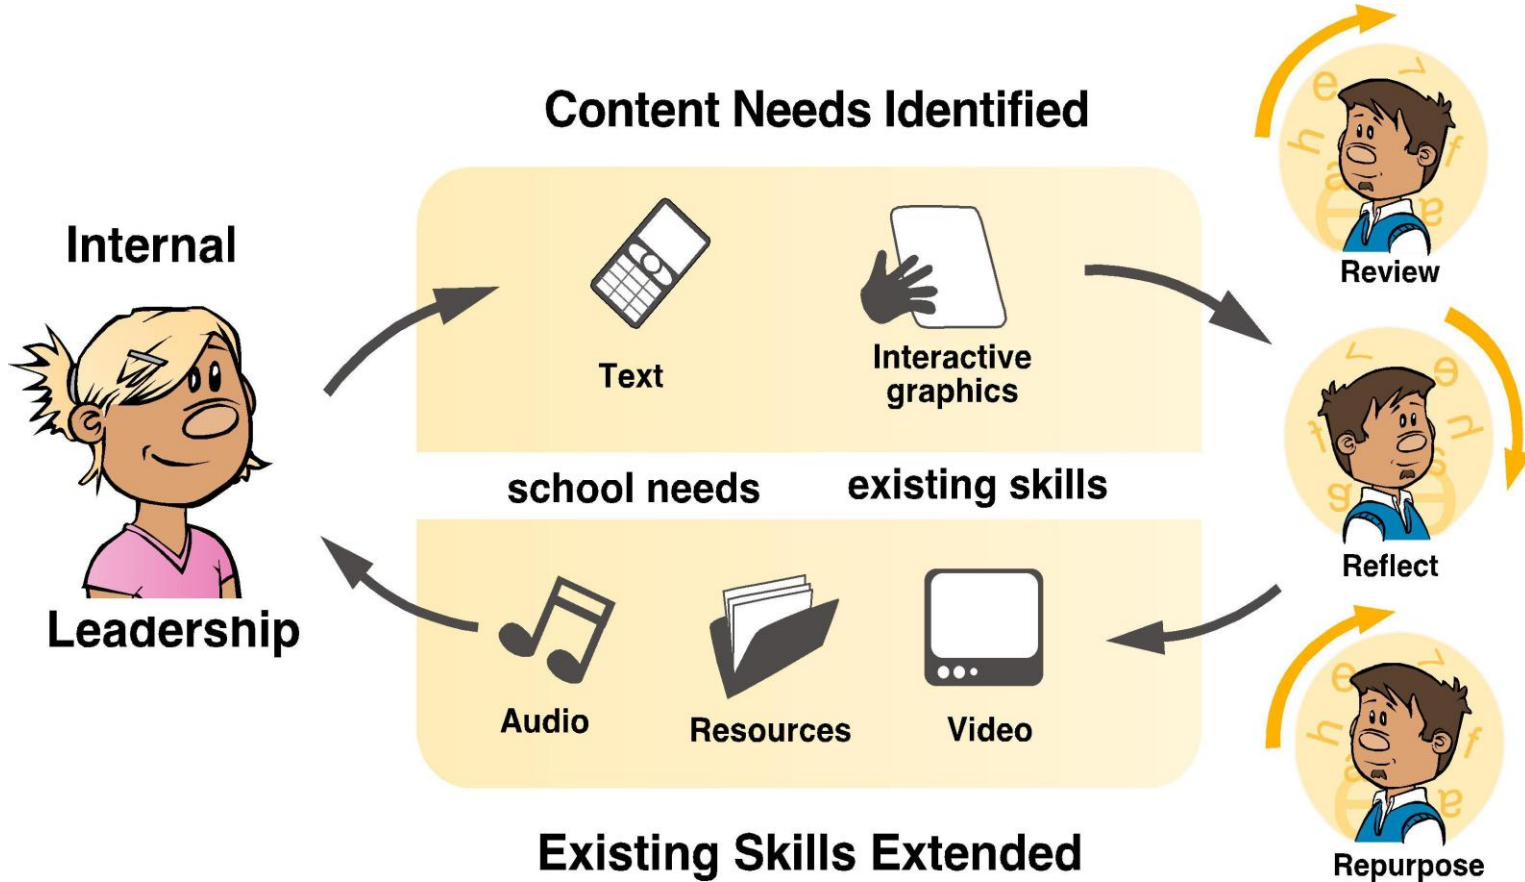 Content Needs Identified
Internal
Leadership
Text
Interactive
graphics
school needs
existing skills
Audio
Resources
Video
Existing Skills Extended
e
h
f
a
a
Review
e
h
f
a
a
Reflect
e
h
f
a
a
Repurpose